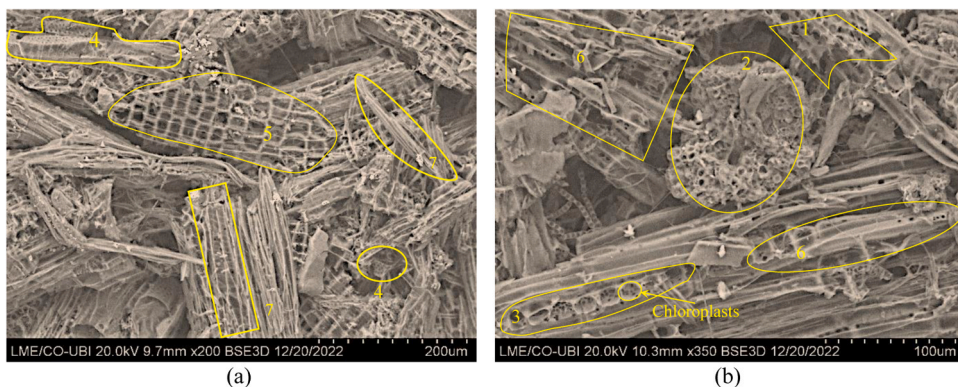 4
5
7
4
7
LME/CO-UBI 20.0kV 9.7mm x200 BSE3D 12/20/2022 200um
(a)
1
6
2
6
3
Chloroplasts
LME/CO-UBI 20.0kV 10.3mm x350 BSE3D 12/20/2022 100um
(b)